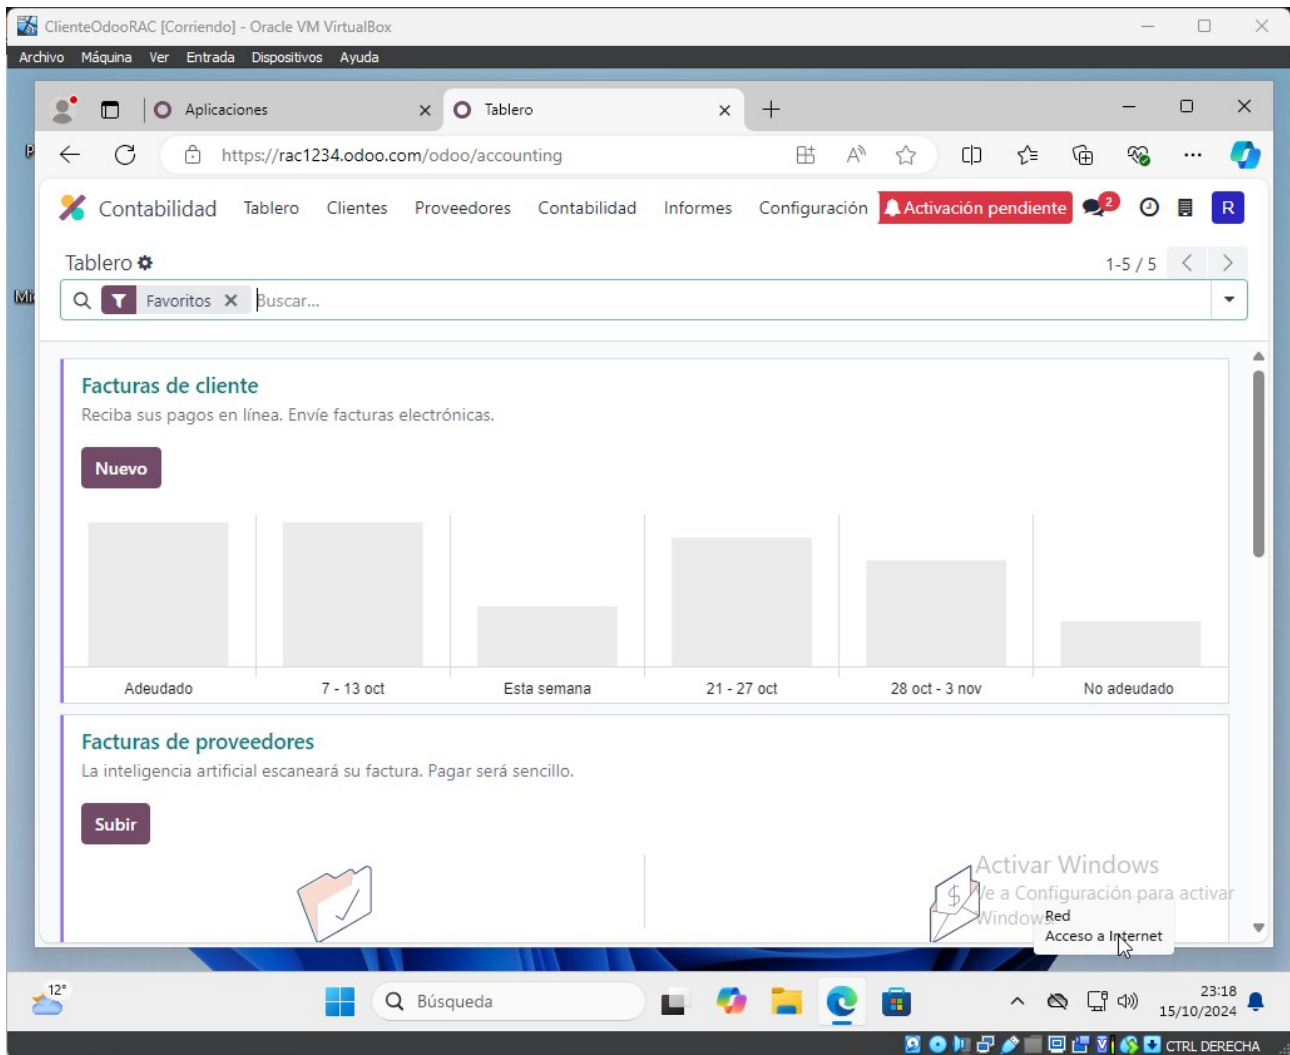 ClienteOdooRAC [Corriendo] - Oracle VM VirtualBox
Archivo Máquina Ver Entrada Dispositivos Ayuda
Aplicaciones
Tablero
https://rac1234.odoo.com/odoo/accounting
Contabilidad Tablero Clientes Proveedores Contabilidad Informes Configuración Activación pendiente 2 R
Tablero
1-5 / 5
Favoritos Buscar...
Facturas de cliente
Reciba sus pagos en línea. Envíe facturas electrónicas.
Nuevo
Adeudado 7 - 13 oct Esta semana 21 - 27 oct 28 oct - 3 nov No adeudado
Facturas de proveedores
La inteligencia artificial escaneará su factura. Pagar será sencillo.
Subir
Activar Windows
Ve a Configuración para activar
Windows.
Red
Acceso a Internet
12°
Búsqueda
23:18
15/10/2024
CTRL DERECHA